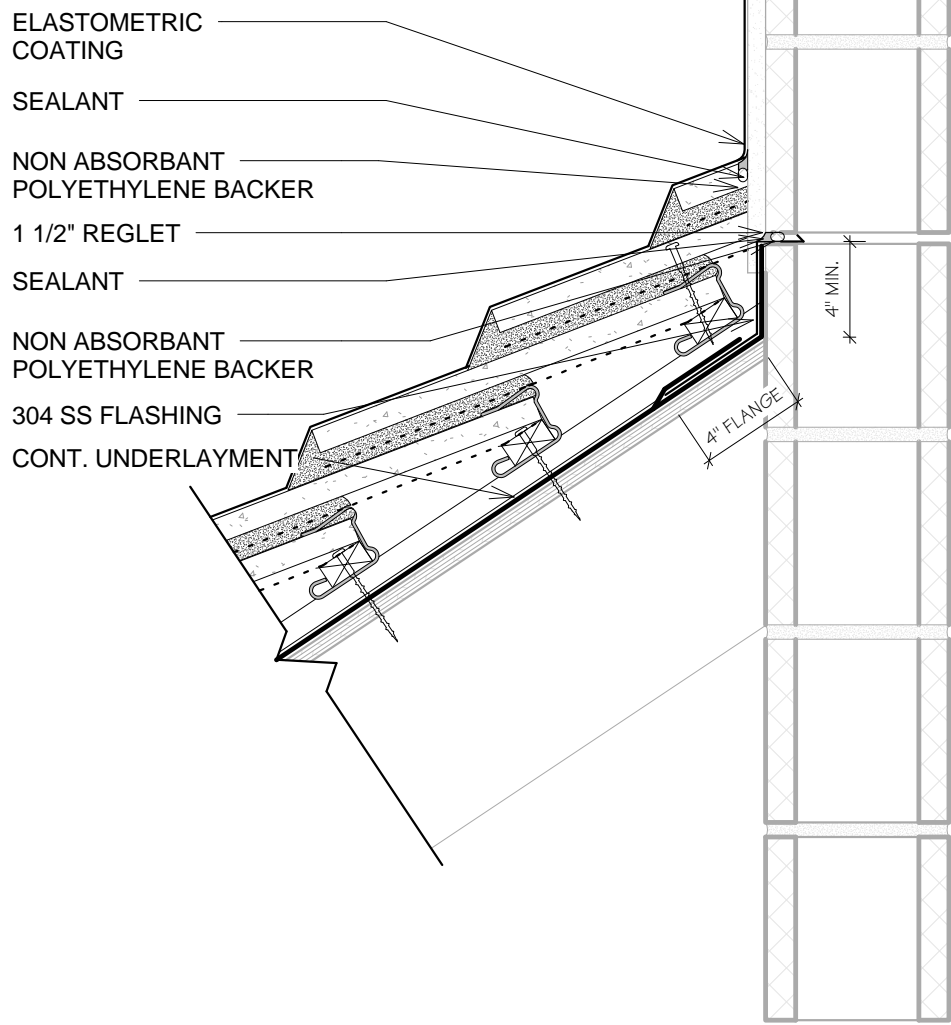 ELASTOMETRIC
COATING
SEALANT
NON ABSORBANT
POLYETHYLENE BACKER
1 1/2" REGLET
SEALANT
NON ABSORBANT
POLYETHYLENE BACKER
304 SS FLASHING
CONT. UNDERLAYMENT
4" MIN.
4" FLANGE